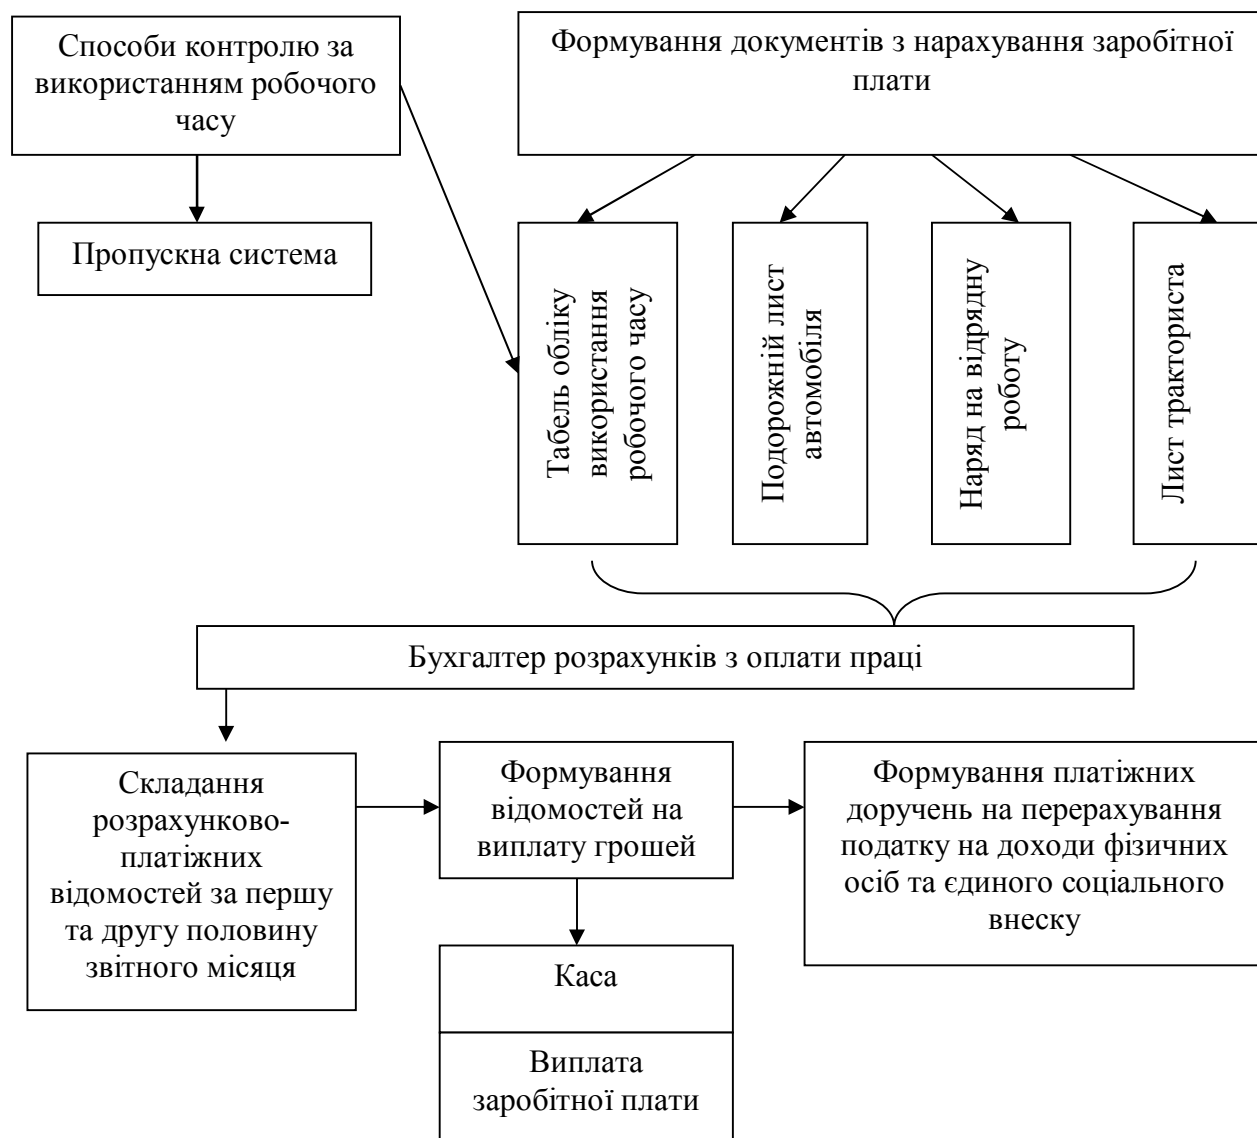 Способи контролю за
використанням робочого
часу
Формування документів з нарахування заробітної
плати
Пропускна система
Табель обліку
використання
робочого часу
Подорожній лист
автомобіля
Наряд на відрядну
роботу
Лист тракториста
Бухгалтер розрахунків з оплати праці
Складання
розрахунково-
платіжних
відомостей за першу
та другу половину
звітного місяця
Формування
відомостей на
виплату грошей
Формування платіжних
доручень на перерахування
податку на доходи фізичних
осіб та єдиного соціального
внеску
Каса
Виплата
заробітної плати